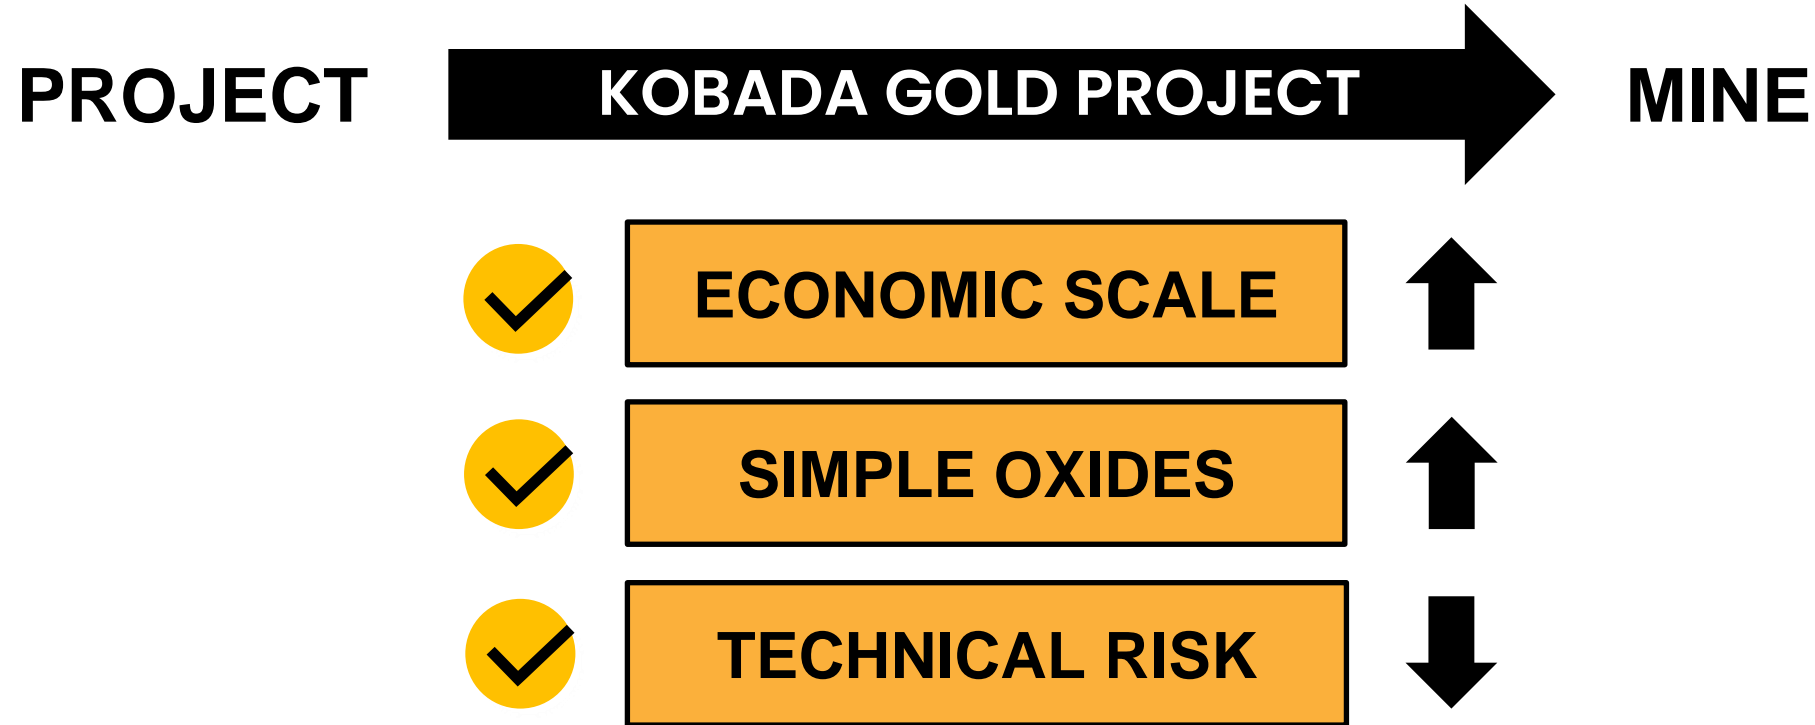 PROJECT
KOBADA GOLD PROJECT
MINE
ECONOMIC SCALE
SIMPLE OXIDES
TECHNICAL RISK